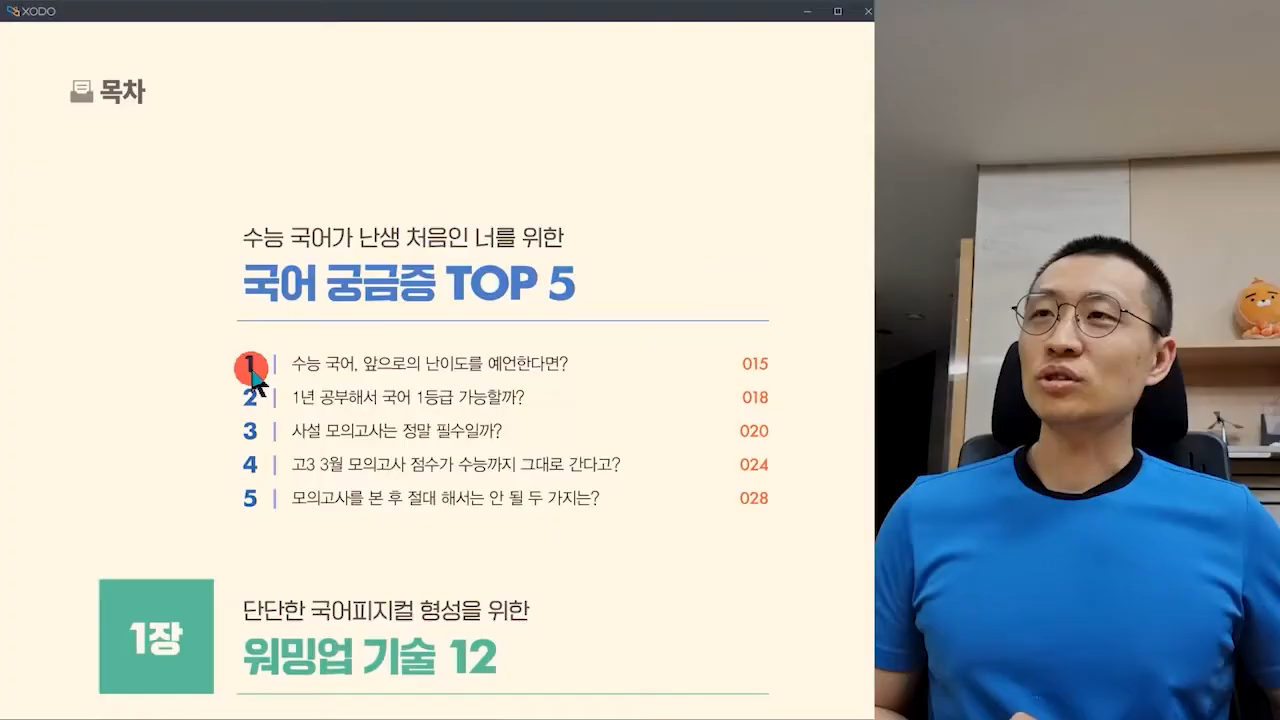 XODO
목차
수능 국어가 난생 처음인 너를 위한
국어 궁금증 TOP 5
1 수능 국어, 앞으로의 난이도를 예언한다면? 015
2 1년 공부해서 국어 1등급 가능할까? 018
3 사설 모의고사는 정말 필수일까? 020
4 고3 3월 모의고사 점수가 수능까지 그대로 간다고? 024
5 모의고사를 본 후 절대 해서는 안 될 두 가지는? 028
1장
단단한 국어피지컬 형성을 위한
워밍업 기술 12